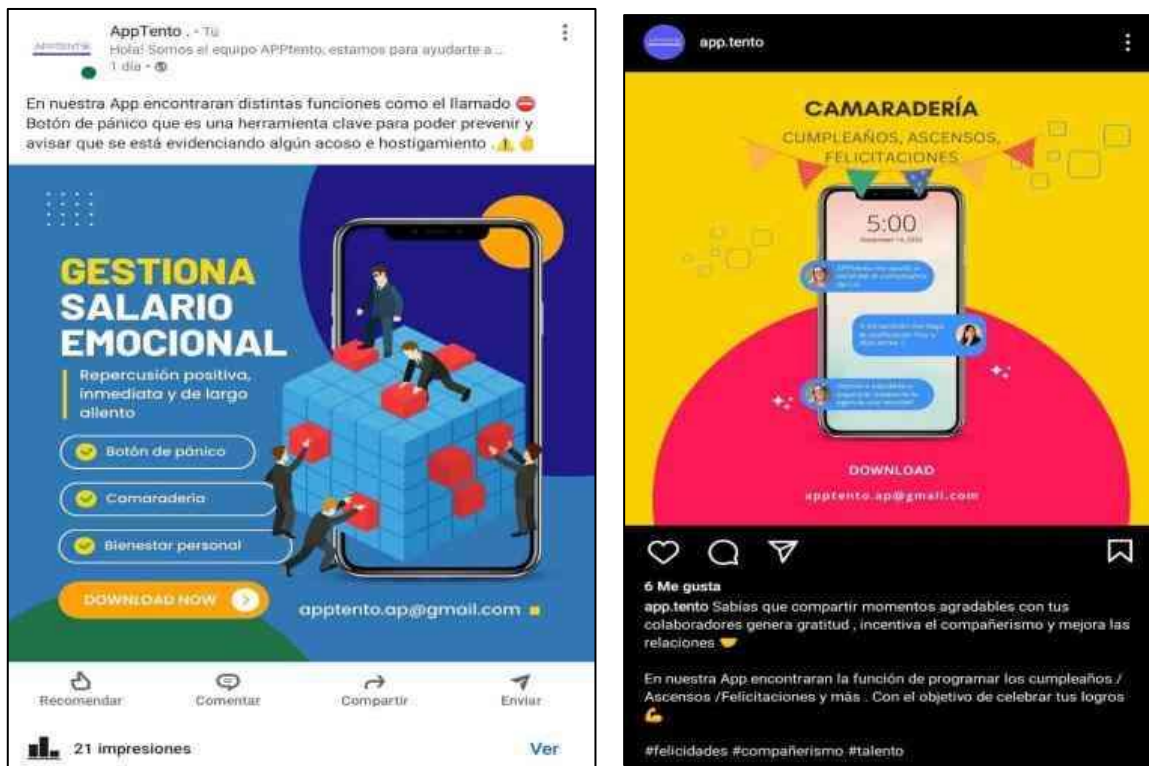 AppTento . • Tú
Hola! Somos el equipo APPtento, estamos para ayudarte a ...
1 día •
En nuestra App encontraran distintas funciones como el llamado ⛔
Botón de pánico que es una herramienta clave para poder prevenir y
avisar que se está evidenciando algún acoso e hostigamiento .⚠️ ✋
GESTIONA
SALARIO
EMOCIONAL
Repercusión positiva,
inmediata y de largo
aliento
Botón de pánico
Camaradería
Bienestar personal
DOWNLOAD NOW
apptento.ap@gmail.com
Recomendar Comentar Compartir Enviar
21 impresiones Ver
app.tento
CAMARADERÍA
CUMPLEAÑOS, ASCENSOS,
FELICITACIONES
5:00
DOWNLOAD
apptento.ap@gmail.com
6 Me gusta
app.tento Sabías que compartir momentos agradables con tus
colaboradores genera gratitud , incentiva el compañerismo y mejora las
relaciones 🤝
En nuestra App encontraran la función de programar los cumpleaños /
Ascensos /Felicitaciones y más . Con el objetivo de celebrar tus logros
💪
#felicidades #compañerismo #talento